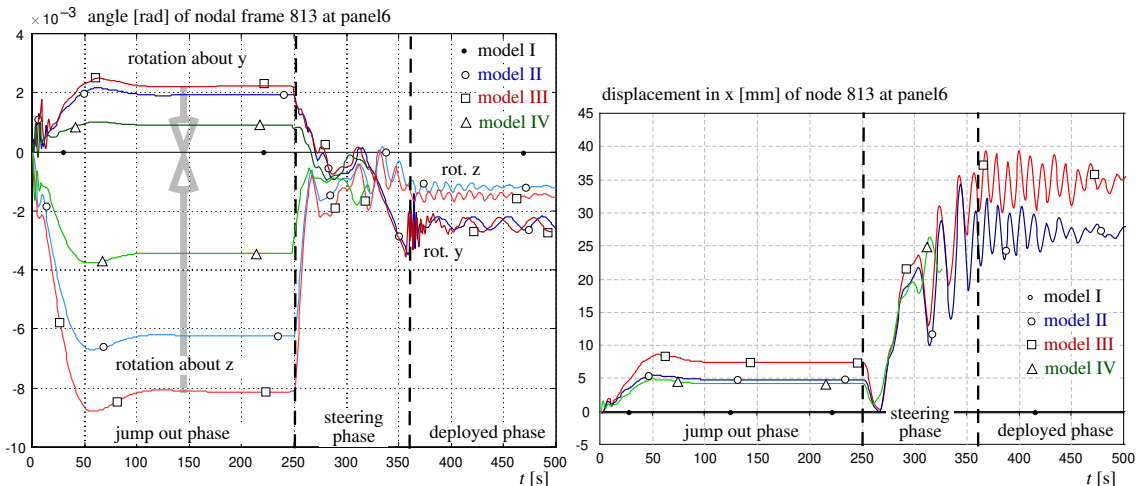 × 10⁻³ angle [rad] of nodal frame 813 at panel6
4
2
0
-2
-4
-6
-8
-10
0 50 100 150 200 250 300 350 400 450 500
t [s]
rotation about y
rotation about z
model I
model II
model III
model IV
rot. z
rot. y
jump out phase
steering
phase
deployed phase
displacement in x [mm] of node 813 at panel6
45
40
35
30
25
20
15
10
5
0
-5
0 50 100 150 200 250 300 350 400 450 500
t [s]
model I
model II
model III
model IV
jump out phase
steering
phase
deployed phase